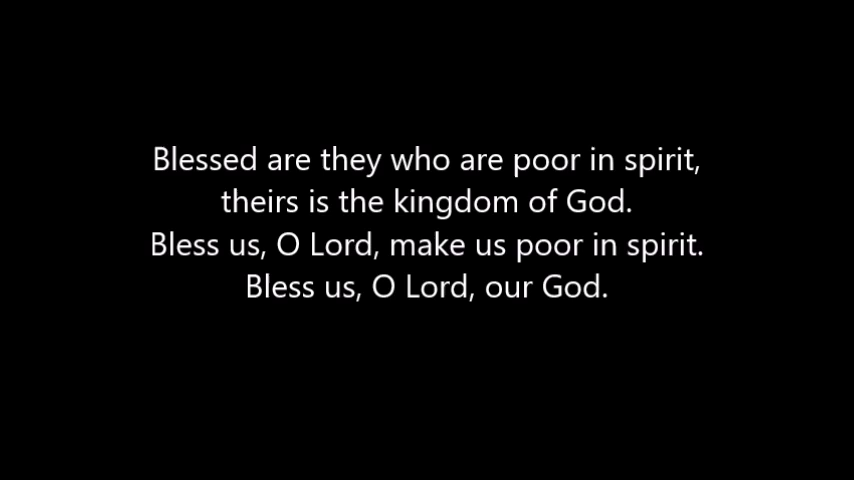 Blessed are they who are poor in spirit,
theirs is the kingdom of God.
Bless us, O Lord, make us poor in spirit.
Bless us, O Lord, our God.